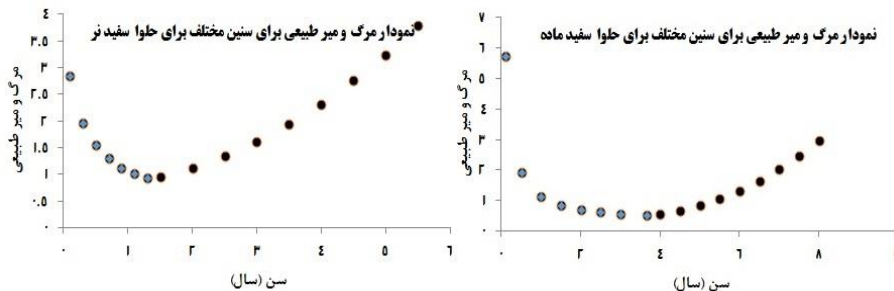 نمودار مرگ و میر طبیعی برای سنین مختلف برای حلوا سفید نر
مرگ و میر طبیعی
۴
۳.۵
۳
۲.۵
۲
۱.۵
۱
۰.۵
۰
۰ ۱ ۲ ۳ ۴ ۵ ۶
سن (سال)
نمودار مرگ و میر طبیعی برای سنین مختلف برای حلوا سفید ماده
مرگ و میر طبیعی
۷
۶
۵
۴
۳
۲
۱
۰
۰ ۲ ۴ ۶ ۸
سن (سال)